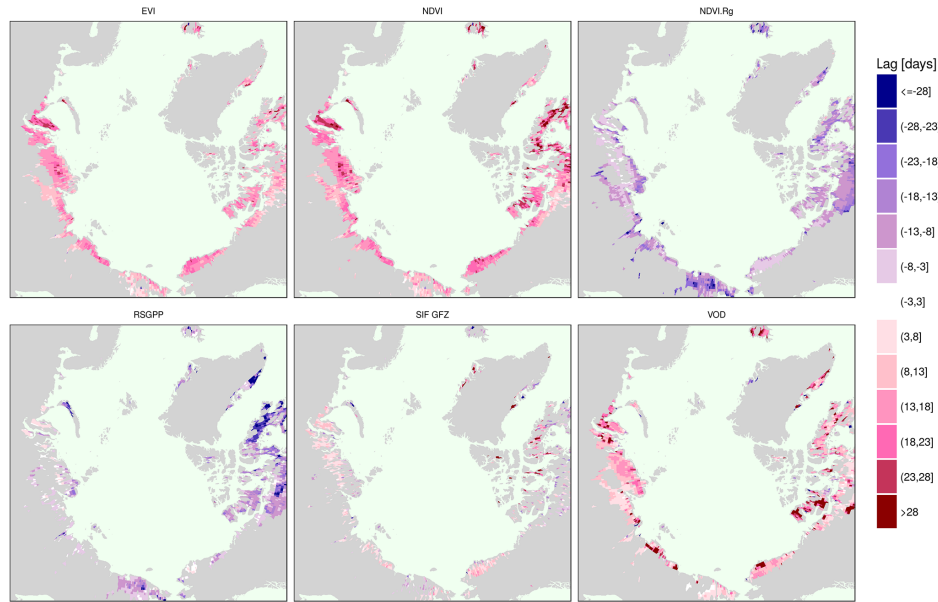 EVI
NDVI
NDVI.Rg
Lag [days]
<=-28]
(-28,-23
(-23,-18
(-18,-13
(-13,-8]
(-8,-3]
(-3,3]
(3,8]
(8,13]
(13,18]
(18,23]
(23,28]
>28
RSGPP
SIF GFZ
VOD